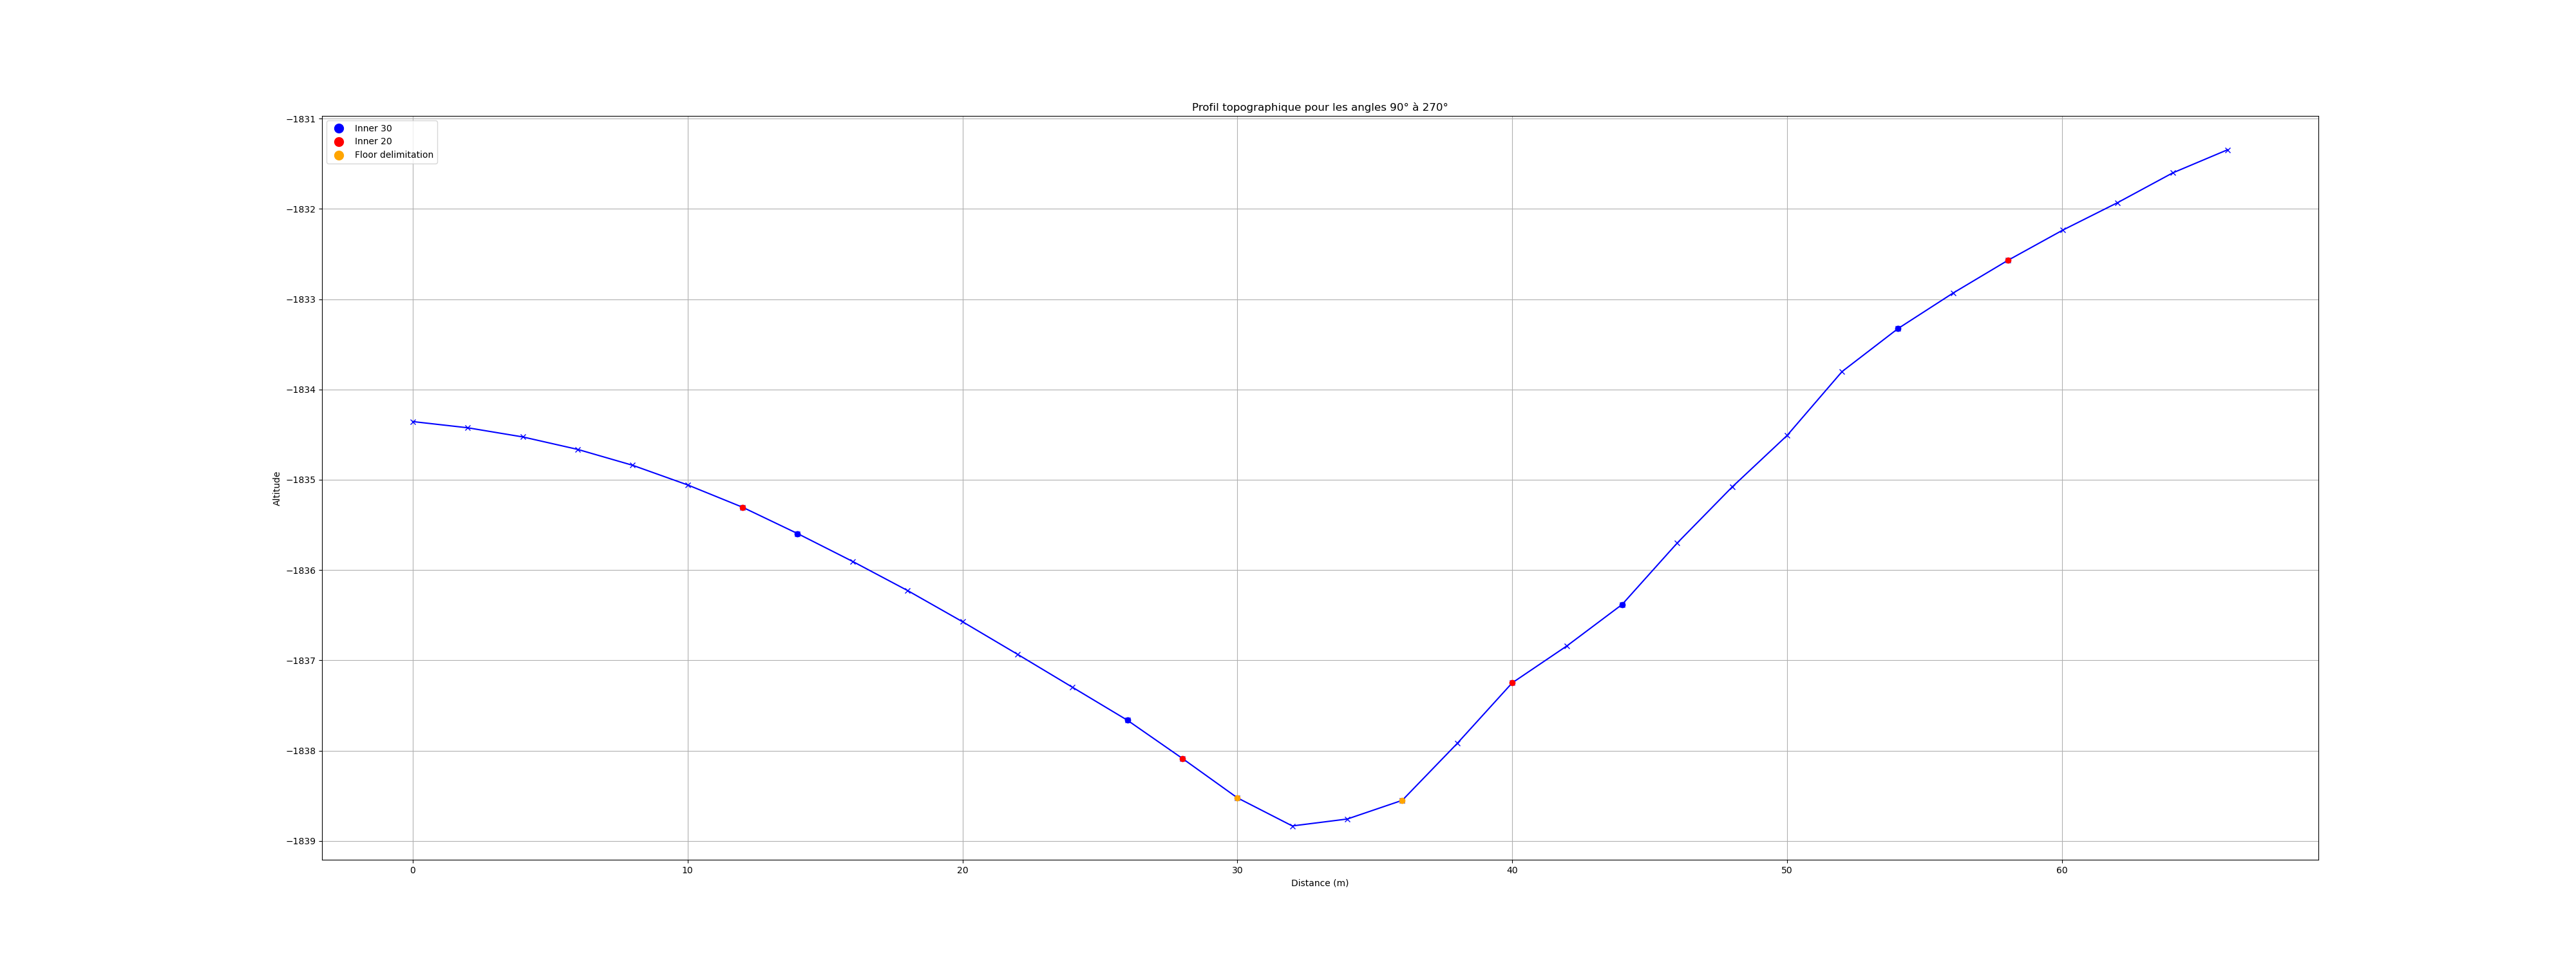 Profil topographique pour les angles 90° à 270°
Inner 30
Inner 20
Floor delimitation
Altitude
−1831
−1832
−1833
−1834
−1835
−1836
−1837
−1838
−1839
0 10 20 30 40 50 60
Distance (m)